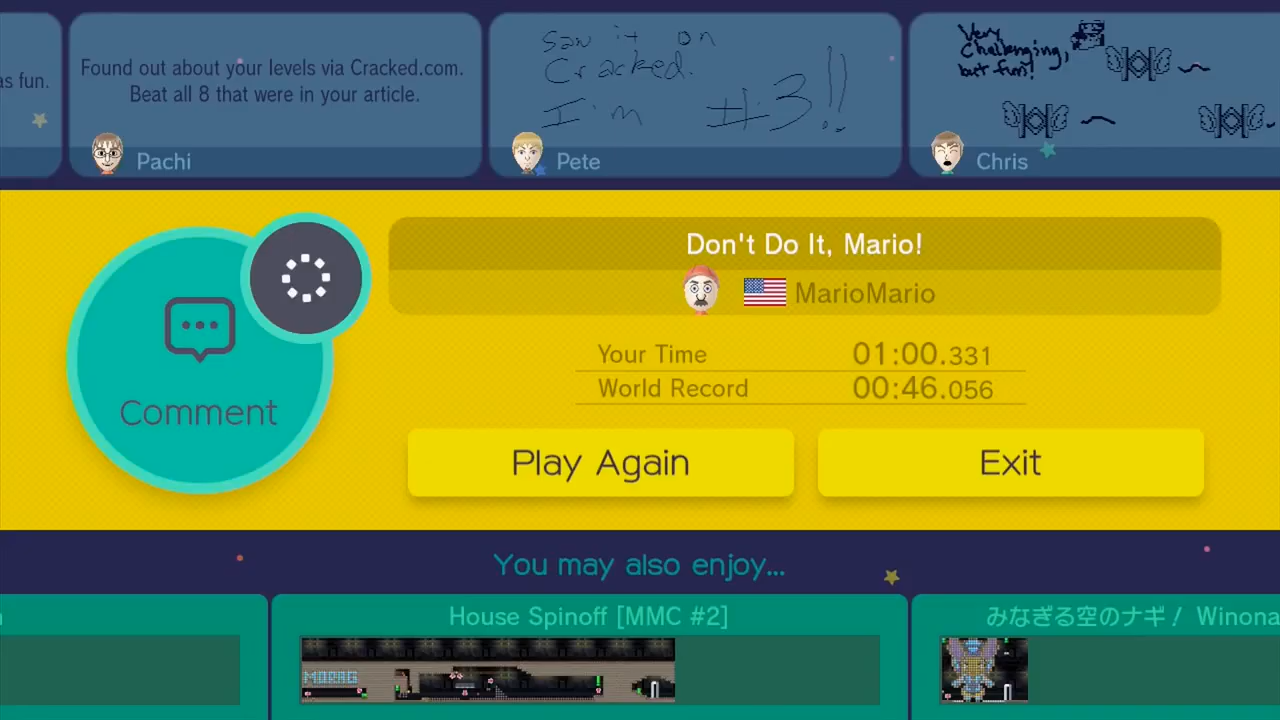 as fun.
Found out about your levels via Cracked.com.
Beat all 8 that were in your article.
Pachi
saw it on
Cracked.
I'm #3!!
Pete
Very
Challenging,
but fun!
Chris
Don't Do It, Mario!
MarioMario
Your Time 01:00.331
World Record 00:46.056
Comment
Play Again
Exit
You may also enjoy...
House Spinoff [MMC #2]
みなぎる空のナギ! Winona